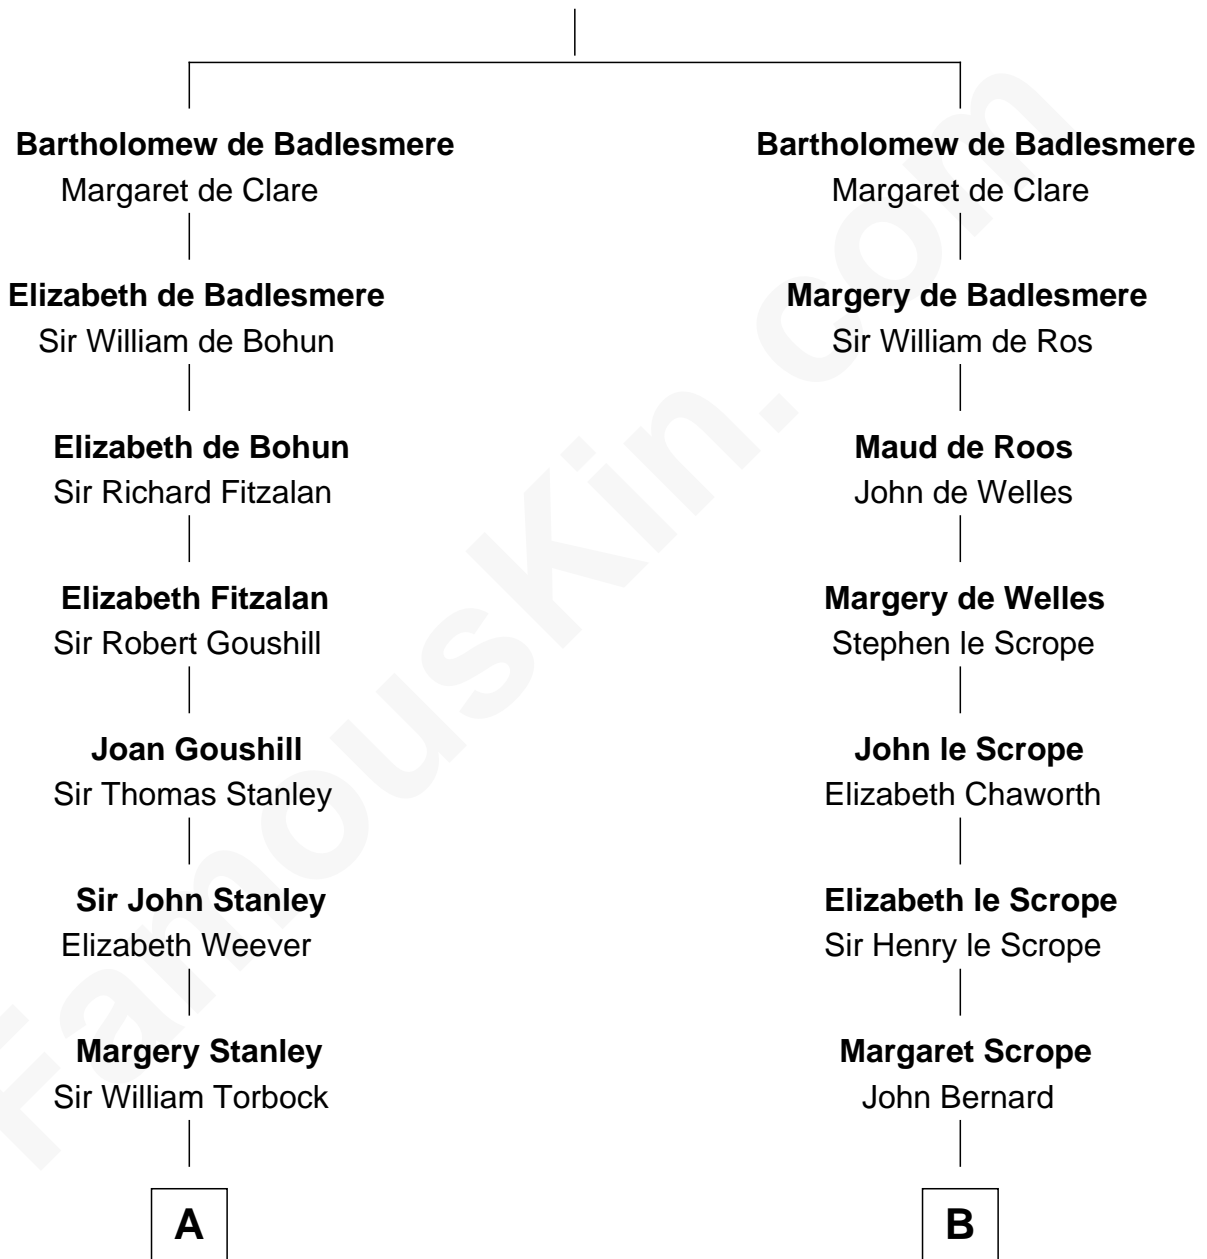 Bartholomew de Badlesmere
Margaret de Clare
Elizabeth de Badlesmere
Sir William de Bohun
Elizabeth de Bohun
Sir Richard Fitzalan
Elizabeth Fitzalan
Sir Robert Goushill
Joan Goushill
Sir Thomas Stanley
Sir John Stanley
Elizabeth Weever
Margery Stanley
Sir William Torbock
A
Bartholomew de Badlesmere
Margaret de Clare
Margery de Badlesmere
Sir William de Ros
Maud de Roos
John de Welles
Margery de Welles
Stephen le Scrope
John le Scrope
Elizabeth Chaworth
Elizabeth le Scrope
Sir Henry le Scrope
Margaret Scrope
John Bernard
B
FamousKin.com